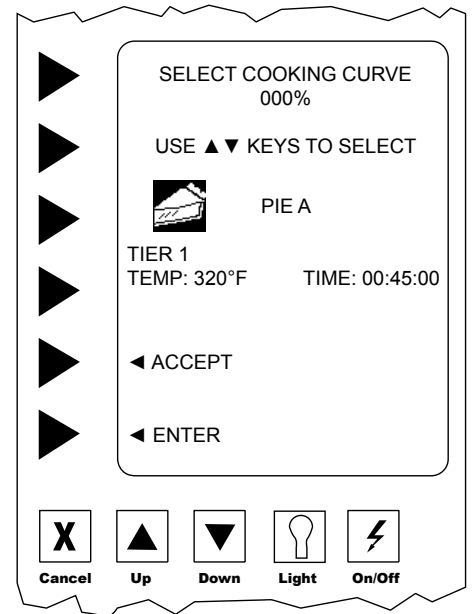 SELECT COOKING CURVE
000%
USE ▲▼ KEYS TO SELECT
PIE A
TIER 1
TEMP: 320°F TIME: 00:45:00
◄ ACCEPT
◄ ENTER
X
Cancel Up Down Light On/Off